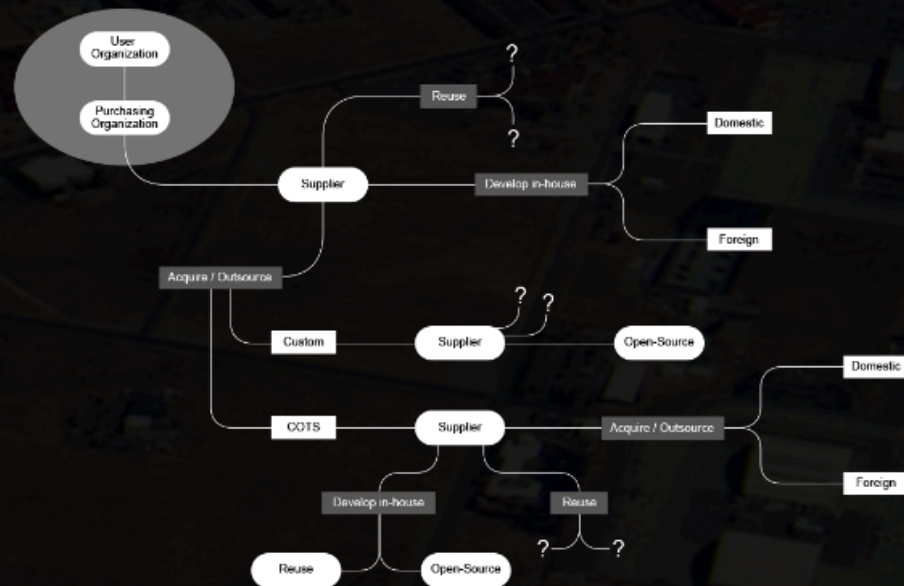 User
Organization
Purchasing
Organization
?
Reuse
?
Domestic
Supplier
Develop in-house
Foreign
Acquire / Outsource
? ?
Custom
Supplier
Open-Source
Domestic
COTS
Supplier
Acquire / Outsource
Foreign
Develop in-house
Reuse
? ?
Reuse
Open-Source